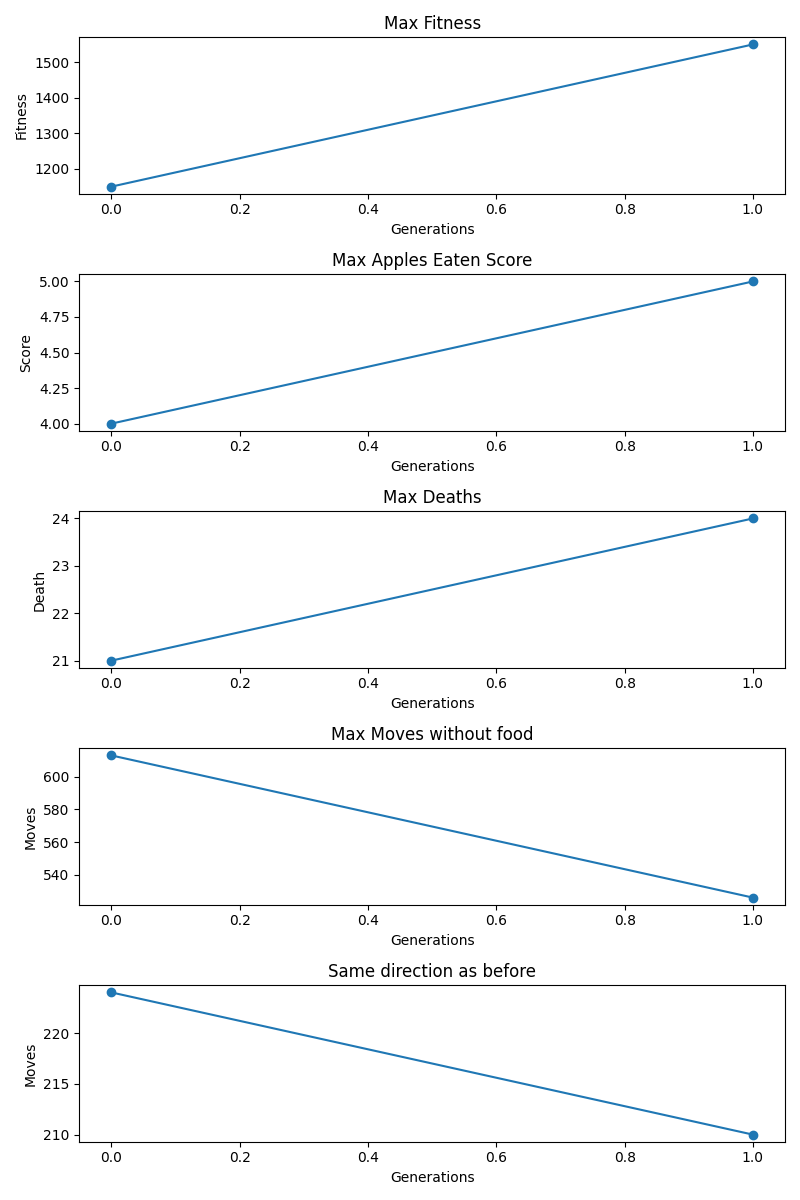 Max Fitness
Fitness
1500
1400
1300
1200
0.0 0.2 0.4 0.6 0.8 1.0
Generations
Max Apples Eaten Score
Score
5.00
4.75
4.50
4.25
4.00
0.0 0.2 0.4 0.6 0.8 1.0
Generations
Max Deaths
Death
24
23
22
21
0.0 0.2 0.4 0.6 0.8 1.0
Generations
Max Moves without food
Moves
600
580
560
540
0.0 0.2 0.4 0.6 0.8 1.0
Generations
Same direction as before
Moves
220
215
210
0.0 0.2 0.4 0.6 0.8 1.0
Generations